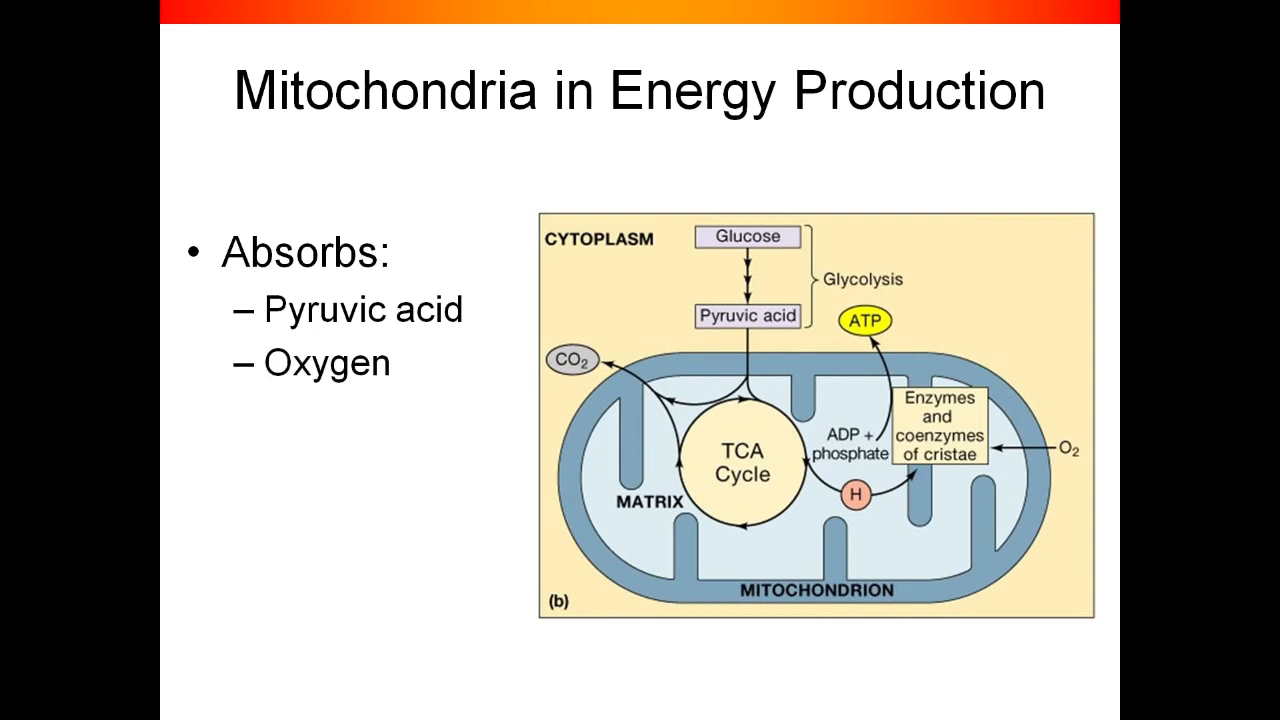 Mitochondria in Energy Production
• Absorbs:
– Pyruvic acid
– Oxygen
CYTOPLASM
Glucose
Glycolysis
Pyruvic acid
ATP
CO₂
Enzymes
and
coenzymes
of cristae
ADP +
phosphate
O₂
TCA
Cycle
H
MATRIX
MITOCHONDRION
(b)